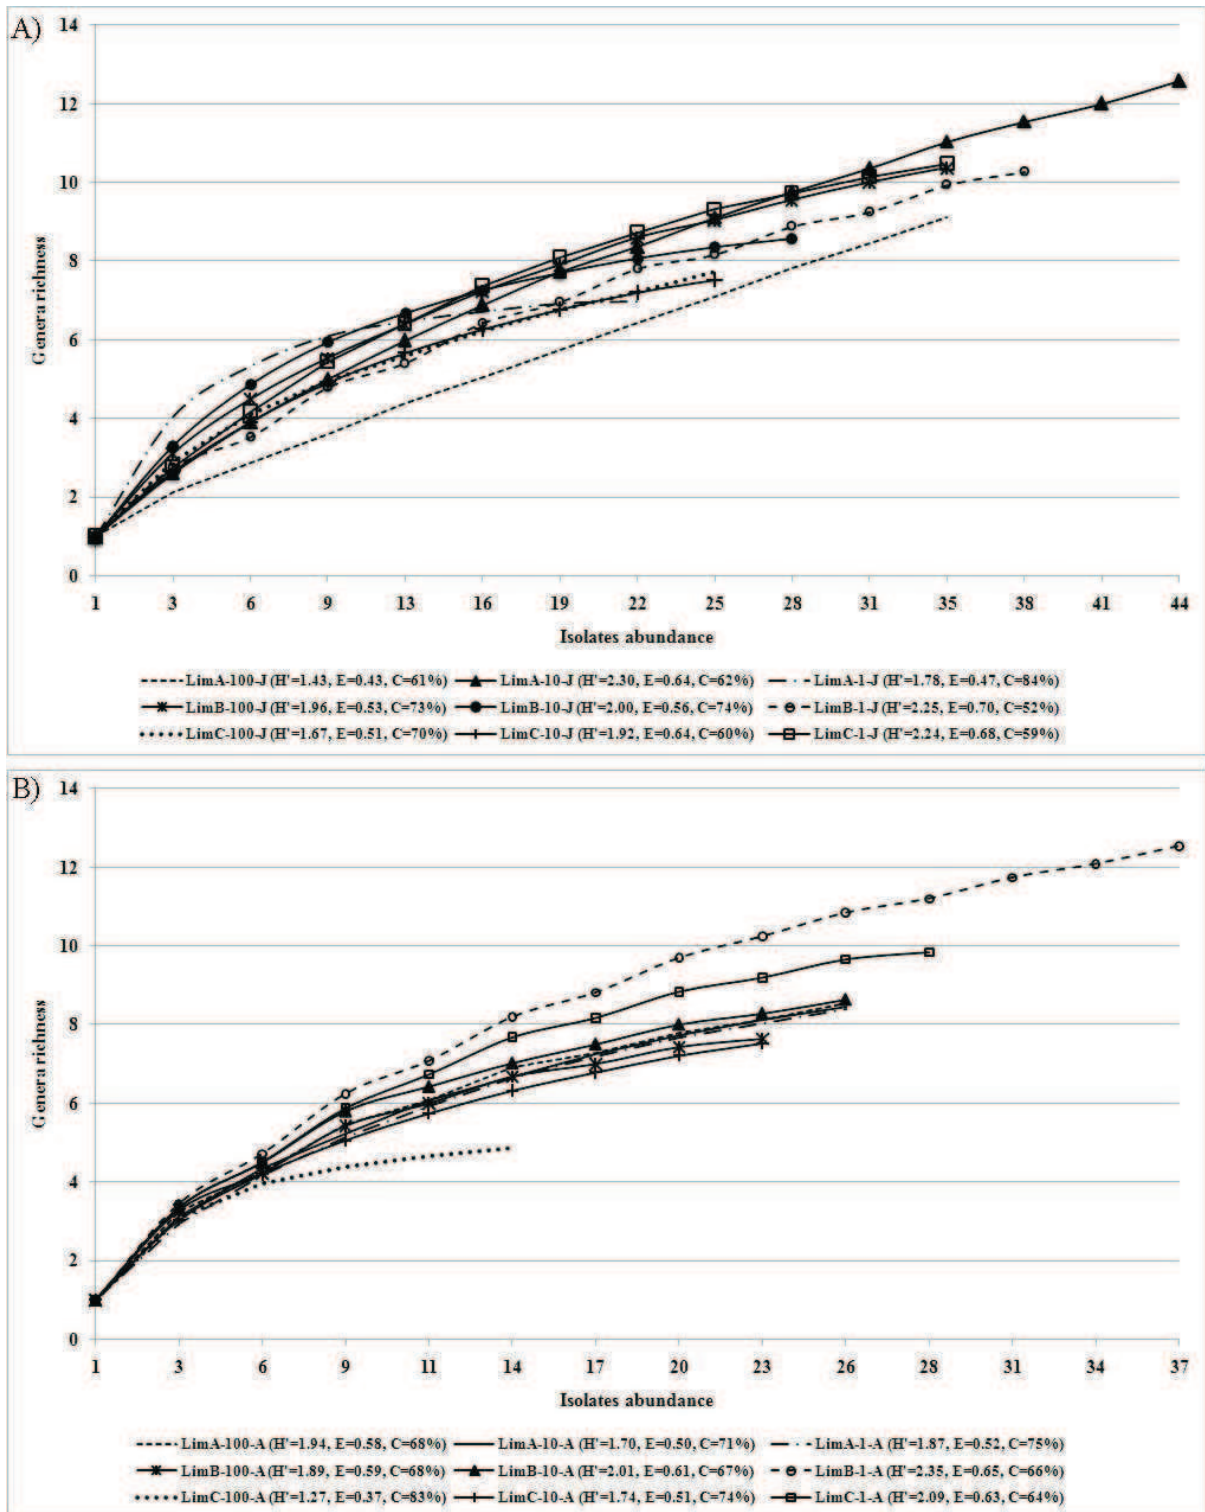 A)
14
12
10
8
6
4
2
0
Genera richness
1 3 6 9 13 16 19 22 25 28 31 35 38 41 44
Isolates abundance
LimA-100-J (H'=1.43, E=0.43, C=61%) LimA-10-J (H'=2.30, E=0.64, C=62%) LimA-1-J (H'=1.78, E=0.47, C=84%)
LimB-100-J (H'=1.96, E=0.53, C=73%) LimB-10-J (H'=2.00, E=0.56, C=74%) LimB-1-J (H'=2.25, E=0.70, C=52%)
LimC-100-J (H'=1.67, E=0.51, C=70%) LimC-10-J (H'=1.92, E=0.64, C=60%) LimC-1-J (H'=2.24, E=0.68, C=59%)
B)
14
12
10
8
6
4
2
0
Genera richness
1 3 6 9 11 14 17 20 23 26 28 31 34 37
Isolates abundance
LimA-100-A (H'=1.94, E=0.58, C=68%) LimA-10-A (H'=1.70, E=0.50, C=71%) LimA-1-A (H'=1.87, E=0.52, C=75%)
LimB-100-A (H'=1.89, E=0.59, C=68%) LimB-10-A (H'=2.01, E=0.61, C=67%) LimB-1-A (H'=2.35, E=0.65, C=66%)
LimC-100-A (H'=1.27, E=0.37, C=83%) LimC-10-A (H'=1.74, E=0.51, C=74%) LimC-1-A (H'=2.09, E=0.63, C=64%)